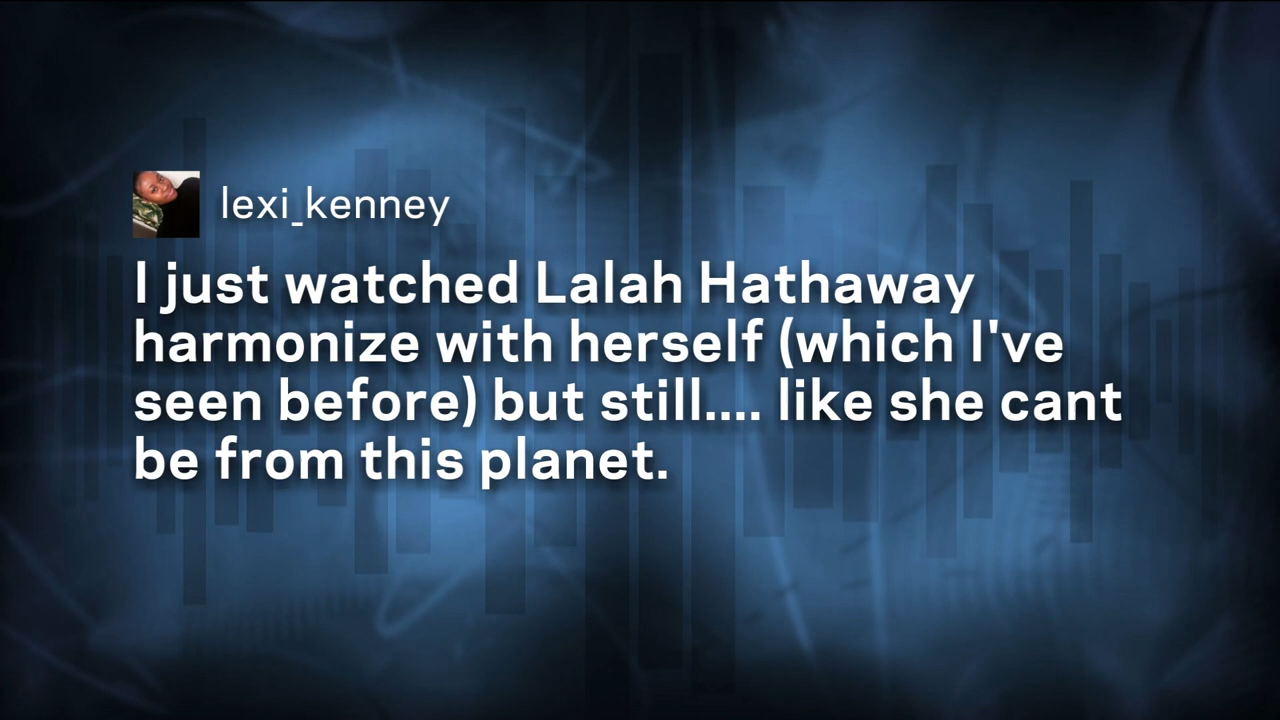 lexi_kenney
I just watched Lalah Hathaway
harmonize with herself (which I've
seen before) but still.... like she cant
be from this planet.